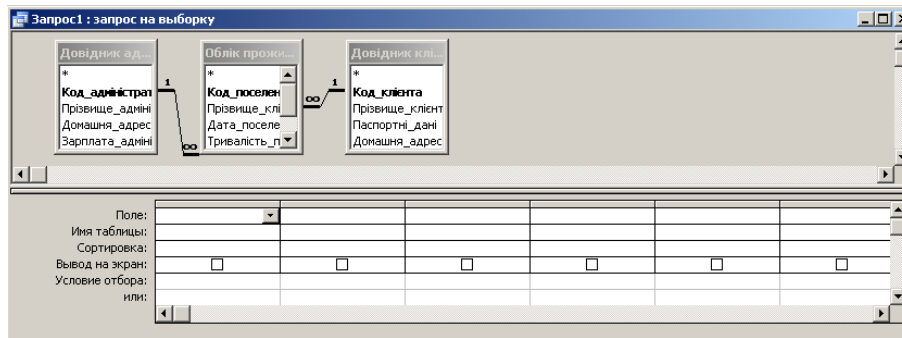 Запрос1 : запрос на выборку
Довідник ад...
*
Код_адміністрат
Прізвище_адміні
Домашня_адрес
Зарплата_адміні
1
∞
Облік прожи...
*
Код_поселен
Прізвище_клі
Дата_поселе
Тривалість_п
∞
1
Довідник клі...
*
Код_клієнта
Прізвище_клієнт
Паспортні_дані
Домашня_адрес
Поле:
Имя таблицы:
Сортировка:
Вывод на экран:
Условие отбора:
или: